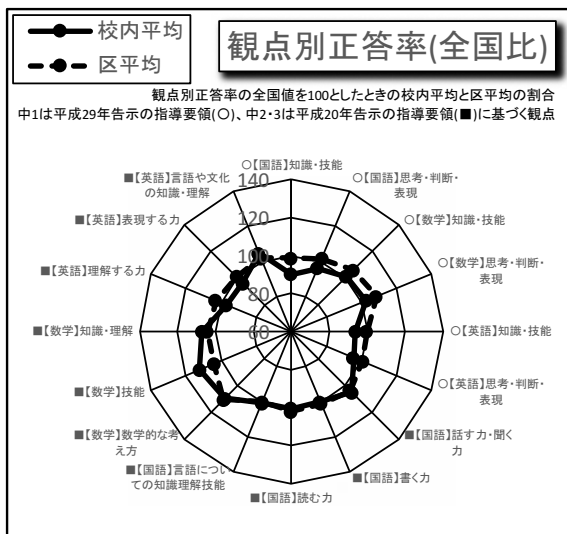 校内平均
区平均
観点別正答率(全国比)
観点別正答率の全国値を100としたときの校内平均と区平均の割合
中1は平成29年告示の指導要領(○)、中2・3は平成20年告示の指導要領(■)に基づく観点
○【国語】知識・技能
○【国語】思考・判断・
表現
○【数学】知識・技能
○【数学】思考・判断・
表現
○【英語】知識・技能
○【英語】思考・判断・
表現
■【国語】話す力・聞く
力
■【国語】書く力
■【国語】読む力
■【国語】言語につい
ての知識理解技能
■【数学】数学的な考
え方
■【数学】技能
■【数学】知識・理解
■【英語】理解する力
■【英語】表現する力
■【英語】言語や文化
の知識・理解
140
120
100
80
60